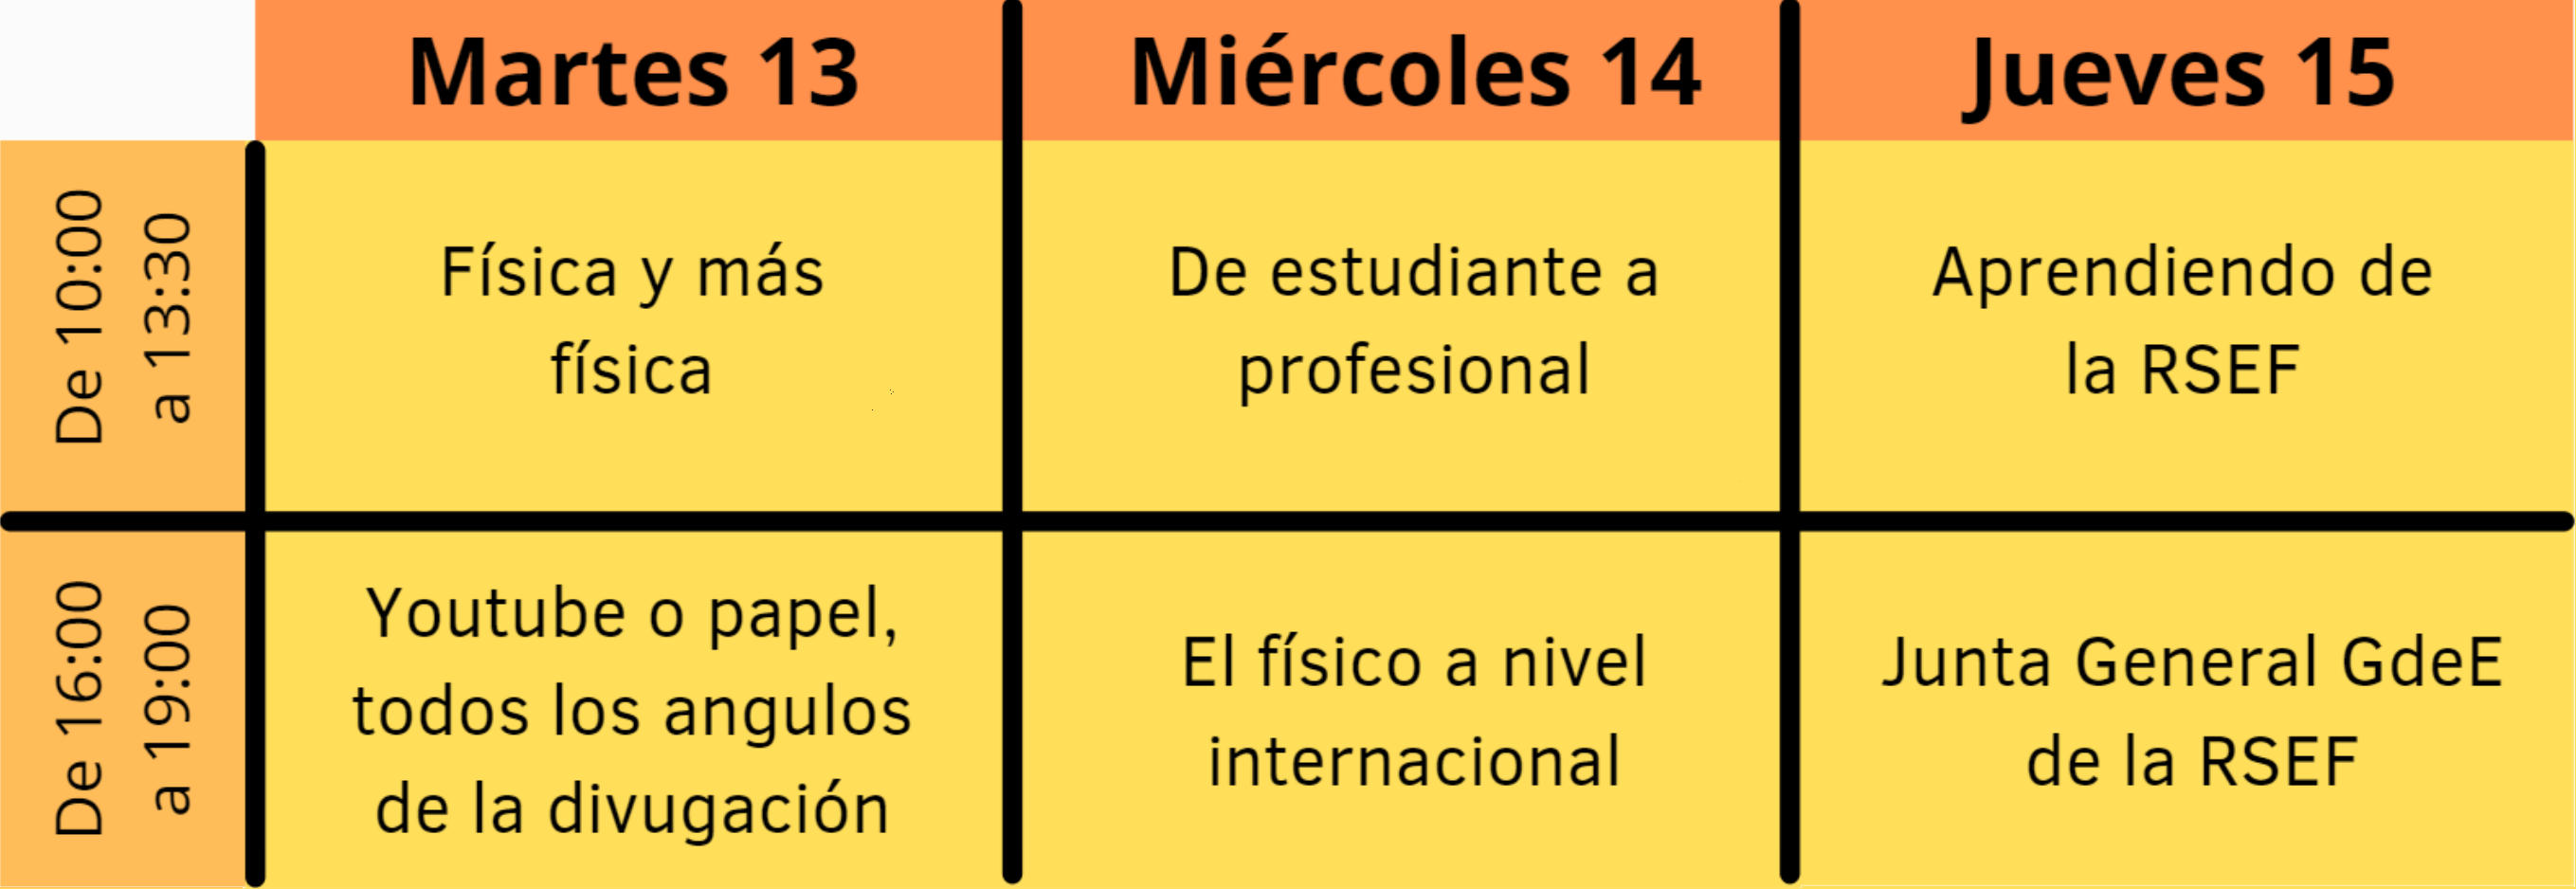 Martes 13
Miércoles 14
Jueves 15
De 10:00
a 13:30
Física y más
física
De estudiante a
profesional
Aprendiendo de
la RSEF
De 16:00
a 19:00
Youtube o papel,
todos los angulos
de la divugación
El físico a nivel
internacional
Junta General GdeE
de la RSEF